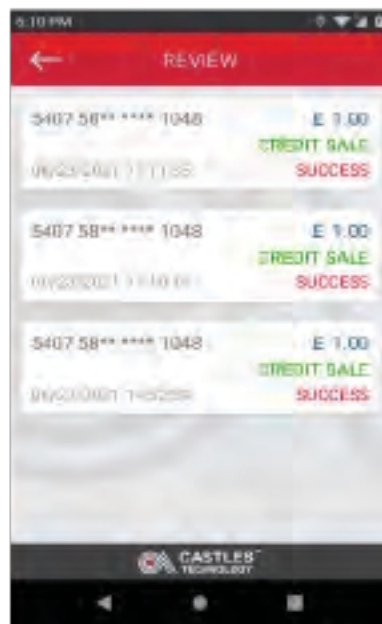 6:10 PM
REVIEW
5407 58** **** 1048 £ 1.00
CREDIT SALE
SUCCESS
5407 58** **** 1048 £ 1.00
CREDIT SALE
SUCCESS
5407 58** **** 1048 £ 1.00
CREDIT SALE
SUCCESS
CASTLES
TECHNOLOGY